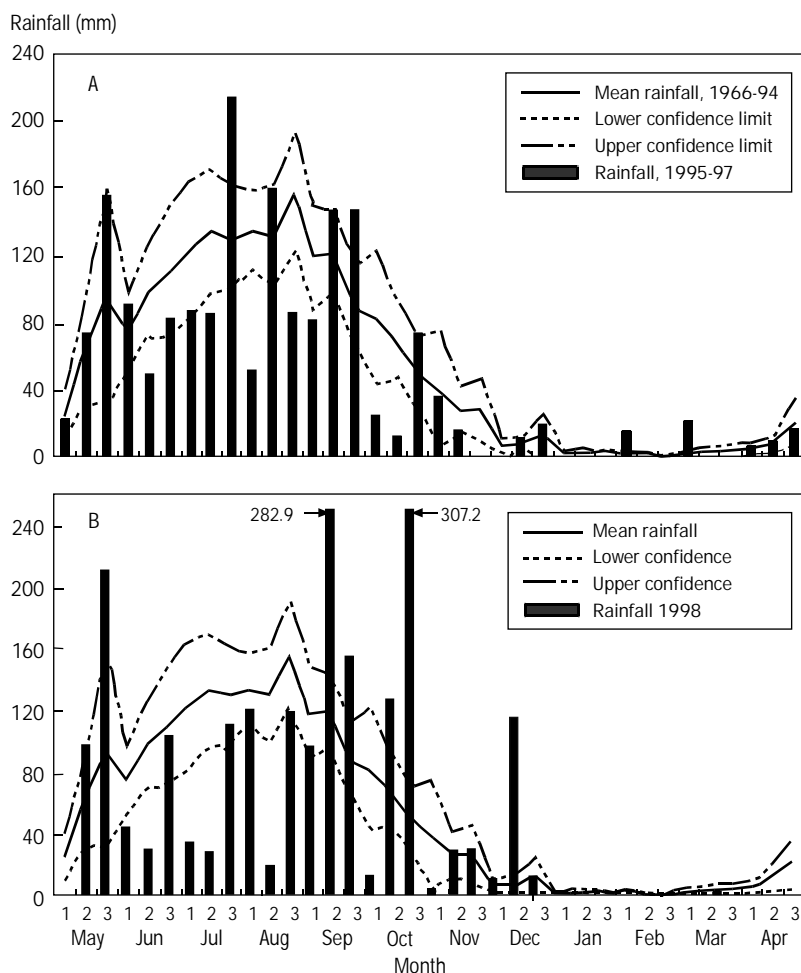 Rainfall (mm)
240
200
160
120
80
40
0
A
Mean rainfall, 1966-94
Lower confidence limit
Upper confidence limit
Rainfall, 1995-97
240
200
160
120
80
40
0
B
282.9
307.2
Mean rainfall
Lower confidence
Upper confidence
Rainfall 1998
1 2 3 1 2 3 1 2 3 1 2 3 1 2 3 1 2 3 1 2 3 1 2 3 1 2 3 1 2 3 1 2 3 1 2 3
May Jun Jul Aug Sep Oct Nov Dec Jan Feb Mar Apr
Month